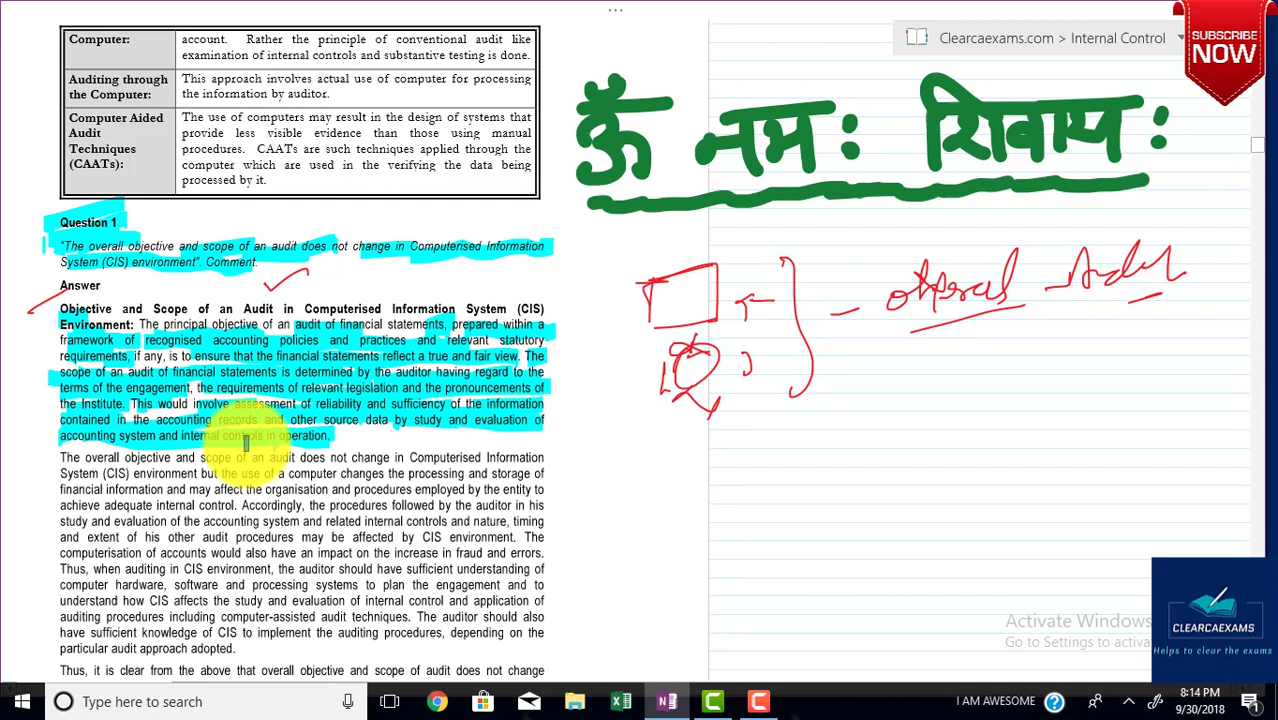 Clearcaexams.com > Internal Control
SUBSCRIBE
NOW
Computer:
account. Rather the principle of conventional audit like
examination of internal controls and substantive testing is done.
Auditing through
the Computer:
This approach involves actual use of computer for processing
the information by auditor.
Computer Aided
Audit
Techniques
(CAATs):
The use of computers may result in the design of systems that
provide less visible evidence than those using manual
procedures. CAATs are such techniques applied through the
computer which are used in the verifying the data being
processed by it.
ॐ नमः शिवाय :
Question 1
"The overall objective and scope of an audit does not change in Computerised Information
System (CIS) environment". Comment.
Answer
Objective and Scope of an Audit in Computerised Information System (CIS)
Environment: The principal objective of an audit of financial statements, prepared within a
framework of recognised accounting policies and practices and relevant statutory
requirements, if any, is to ensure that the financial statements reflect a true and fair view. The
scope of an audit of financial statements is determined by the auditor having regard to the
terms of the engagement, the requirements of relevant legislation and the pronouncements of
the Institute. This would involve assessment of reliability and sufficiency of the information
contained in the accounting records and other source data by study and evaluation of
accounting system and internal controls in operation.
The overall objective and scope of an audit does not change in Computerised Information
System (CIS) environment but the use of a computer changes the processing and storage of
financial information and may affect the organisation and procedures employed by the entity to
achieve adequate internal control. Accordingly, the procedures followed by the auditor in his
study and evaluation of the accounting system and related internal controls and nature, timing
and extent of his other audit procedures may be affected by CIS environment. The
computerisation of accounts would also have an impact on the increase in fraud and errors.
Thus, when auditing in CIS environment, the auditor should have sufficient understanding of
computer hardware, software and processing systems to plan the engagement and to
understand how CIS affects the study and evaluation of internal control and application of
auditing procedures including computer-assisted audit techniques. The auditor should also
have sufficient knowledge of CIS to implement the auditing procedures, depending on the
particular audit approach adopted.
Thus, it is clear from the above that overall objective and scope of audit does not change
Activate Windows
Go to Settings to activa
CLEARCAEXAMS
Helps to clear the exams
Type here to search
I AM AWESOME
8:14 PM
9/30/2018